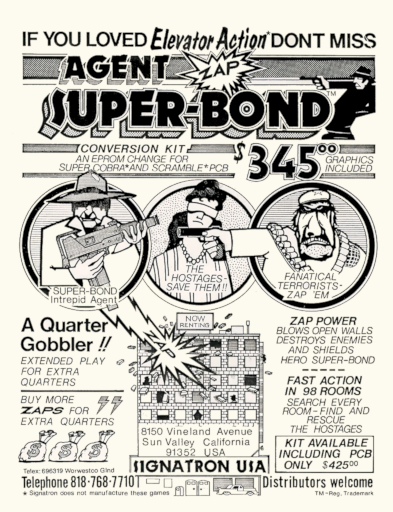 IF YOU LOVED Elevator Action* DONT MISS
AGENT
ZAP
SUPER-BOND™
CONVERSION KIT
AN EPROM CHANGE FOR
SUPER COBRA* AND SCRAMBLE* PCB
$345.00
GRAPHICS
INCLUDED
SUPER-BOND
Intrepid Agent
THE
HOSTAGES-
SAVE THEM!!
FANATICAL
TERRORISTS-
ZAP 'EM
A Quarter
Gobbler !!
EXTENDED PLAY
FOR EXTRA
QUARTERS
BUY MORE
ZAPS FOR
EXTRA QUARTERS
$ $ $
Telex: 696319 Worwestco Glnd
Telephone 818-768-7710
* Signatron does not manufacture these games
NOW
RENTING
ZAP
8150 Vineland Avenue
Sun Valley California
91352 USA
SIGNATRON USA
ZAP POWER
BLOWS OPEN WALLS
DESTROYS ENEMIES
AND SHIELDS
HERO SUPER-BOND
FAST ACTION
IN 98 ROOMS
SEARCH EVERY
ROOM-FIND AND
RESCUE
THE HOSTAGES
KIT AVAILABLE
INCLUDING PCB
ONLY $425.00
Distributors welcome
TM-Reg. Trademark